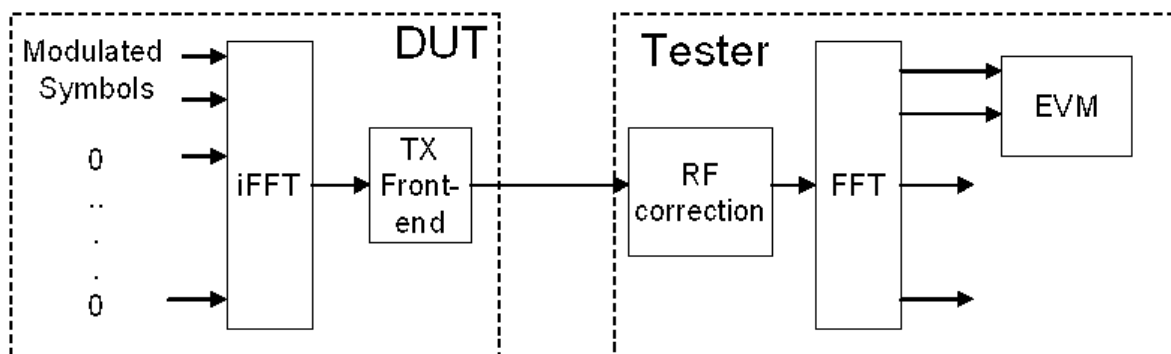 DUT
Modulated
Symbols
0
..
.
.
0
iFFT
TX
Front-
end
Tester
RF
correction
FFT
EVM